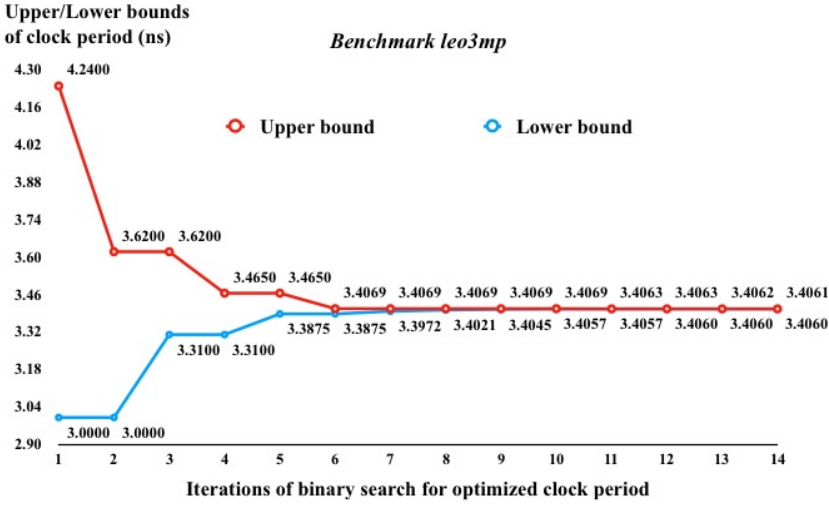 Upper/Lower bounds
of clock period (ns)
Benchmark leo3mp
4.30
4.2400
4.16
Upper bound
Lower bound
4.02
3.88
3.74
3.6200 3.6200
3.60
3.4650 3.4650
3.46
3.4069 3.4069 3.4069 3.4069 3.4069 3.4063 3.4063 3.4062 3.4061
3.32
3.3875 3.3875 3.3972 3.4021 3.4045 3.4057 3.4057 3.4060 3.4060 3.4060
3.3100 3.3100
3.18
3.04
3.0000 3.0000
2.90
1 2 3 4 5 6 7 8 9 10 11 12 13 14
Iterations of binary search for optimized clock period